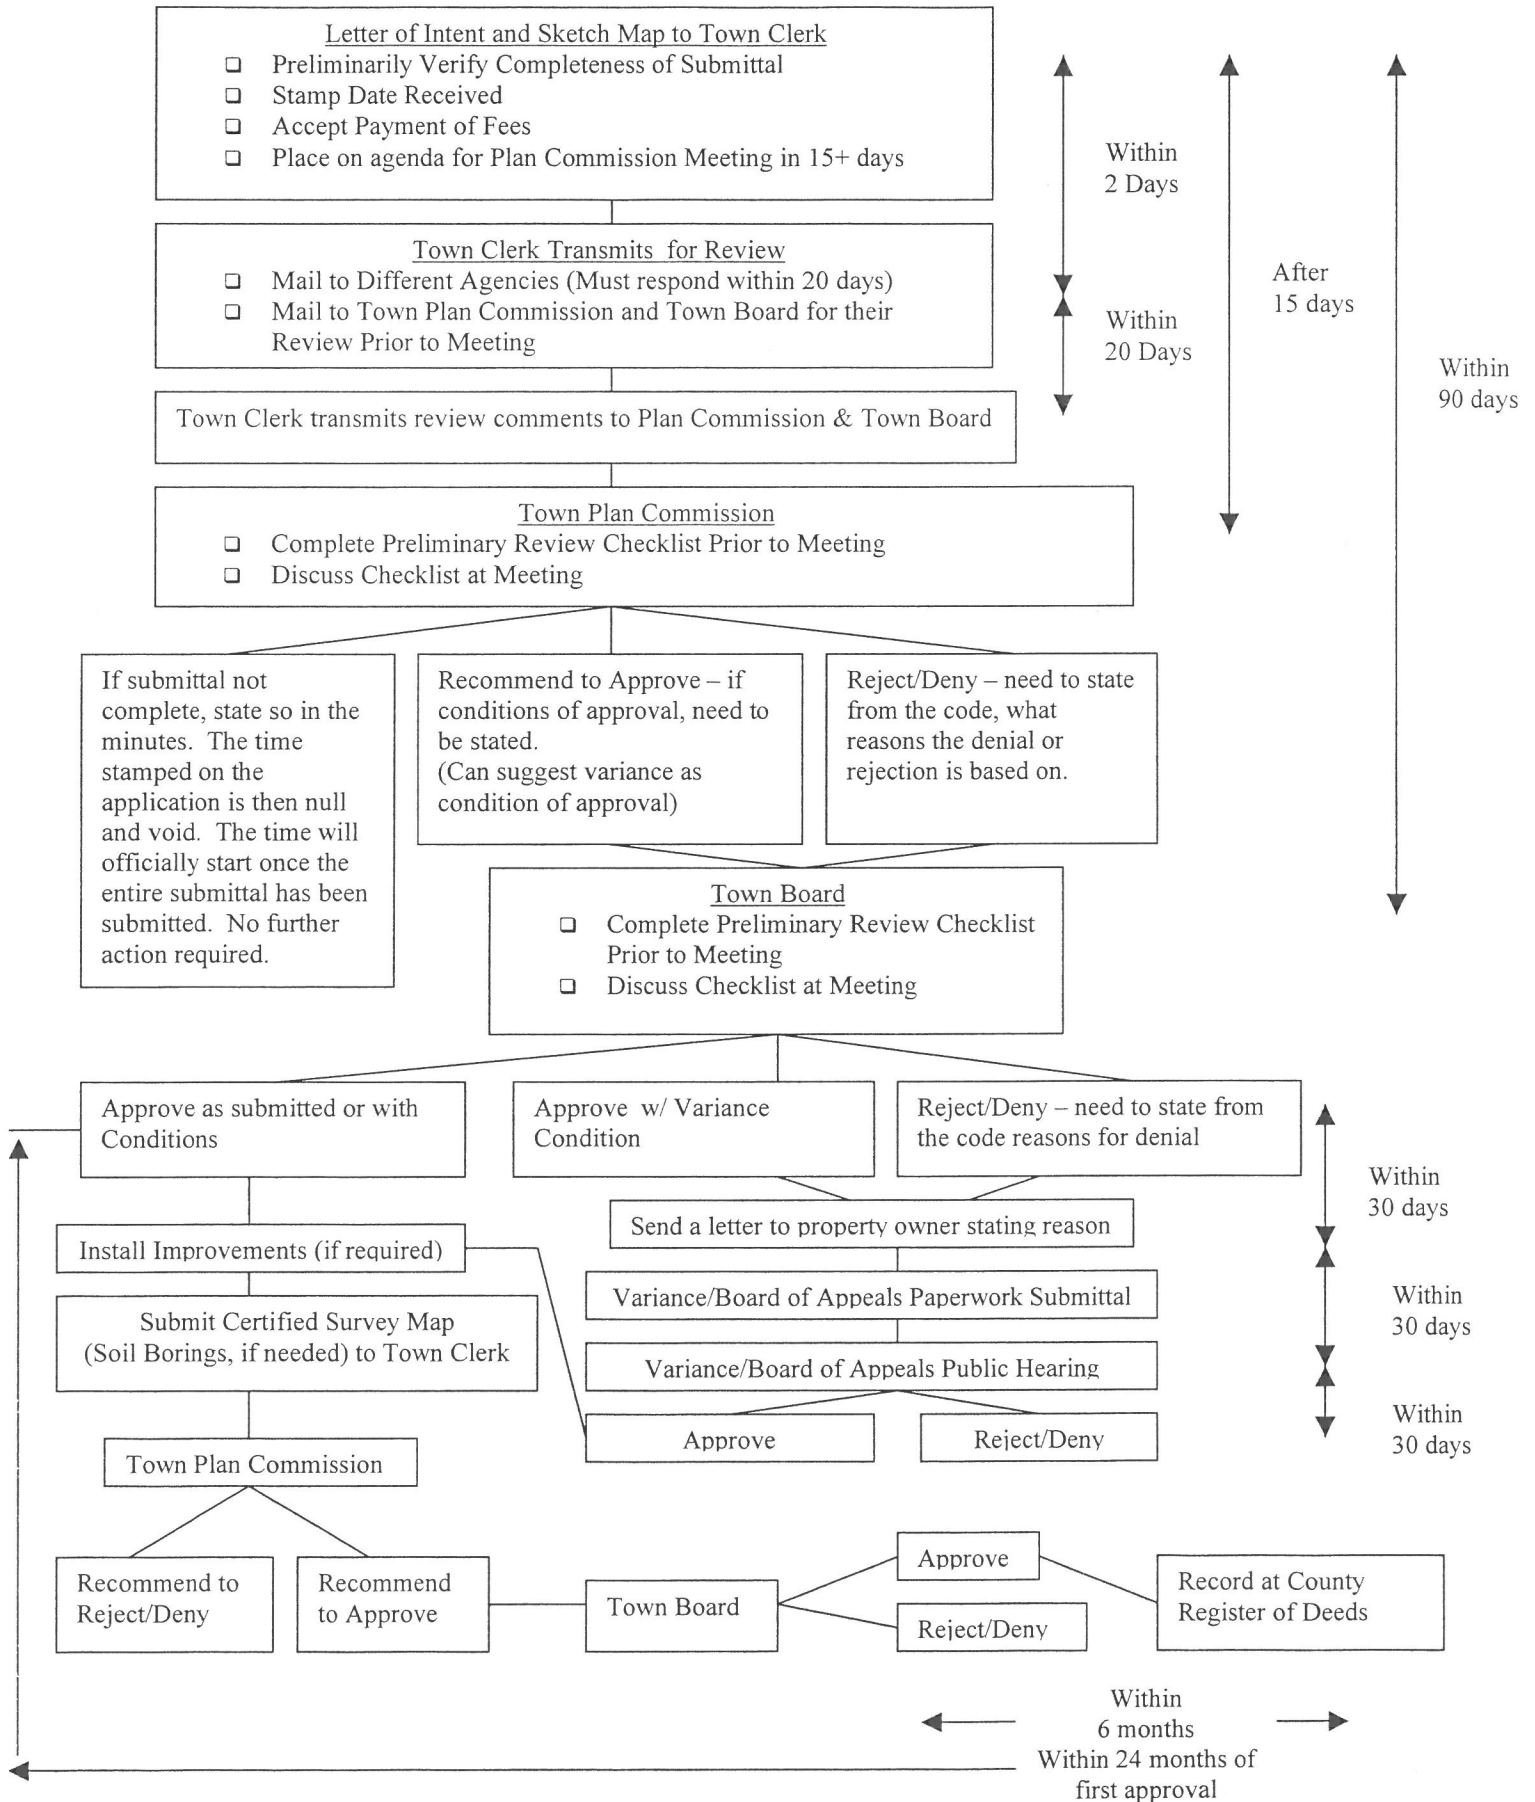 Letter of Intent and Sketch Map to Town Clerk
❑ Preliminarily Verify Completeness of Submittal
❑ Stamp Date Received
❑ Accept Payment of Fees
❑ Place on agenda for Plan Commission Meeting in 15+ days
Within
2 Days
Town Clerk Transmits for Review
❑ Mail to Different Agencies (Must respond within 20 days)
❑ Mail to Town Plan Commission and Town Board for their
Review Prior to Meeting
After
15 days
Within
20 Days
Within
90 days
Town Clerk transmits review comments to Plan Commission & Town Board
Town Plan Commission
❑ Complete Preliminary Review Checklist Prior to Meeting
❑ Discuss Checklist at Meeting
If submittal not
complete, state so in the
minutes. The time
stamped on the
application is then null
and void. The time will
officially start once the
entire submittal has been
submitted. No further
action required.
Recommend to Approve – if
conditions of approval, need to
be stated.
(Can suggest variance as
condition of approval)
Reject/Deny – need to state
from the code, what
reasons the denial or
rejection is based on.
Town Board
❑ Complete Preliminary Review Checklist
Prior to Meeting
❑ Discuss Checklist at Meeting
Approve as submitted or with
Conditions
Approve w/ Variance
Condition
Reject/Deny – need to state from
the code reasons for denial
Within
30 days
Send a letter to property owner stating reason
Install Improvements (if required)
Variance/Board of Appeals Paperwork Submittal
Within
30 days
Submit Certified Survey Map
(Soil Borings, if needed) to Town Clerk
Variance/Board of Appeals Public Hearing
Approve
Reject/Deny
Within
30 days
Town Plan Commission
Recommend to
Reject/Deny
Recommend
to Approve
Town Board
Approve
Reject/Deny
Record at County
Register of Deeds
Within
6 months
Within 24 months of
first approval